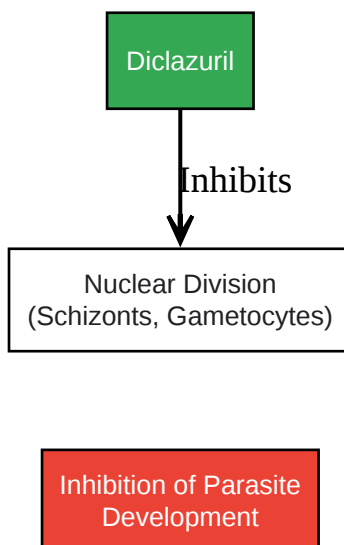 Diclazuril
Inhibits
Nuclear Division
(Schizonts, Gametocytes)
Inhibition of Parasite
Development